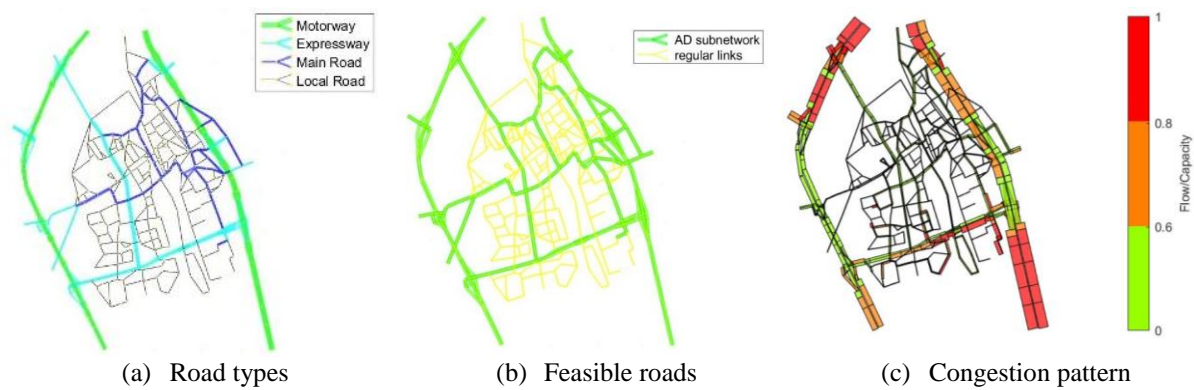 Motorway
Expressway
Main Road
Local Road
AD subnetwork
regular links
1
0.8
0.6
0
Flow/Capacity
(a) Road types
(b) Feasible roads
(c) Congestion pattern